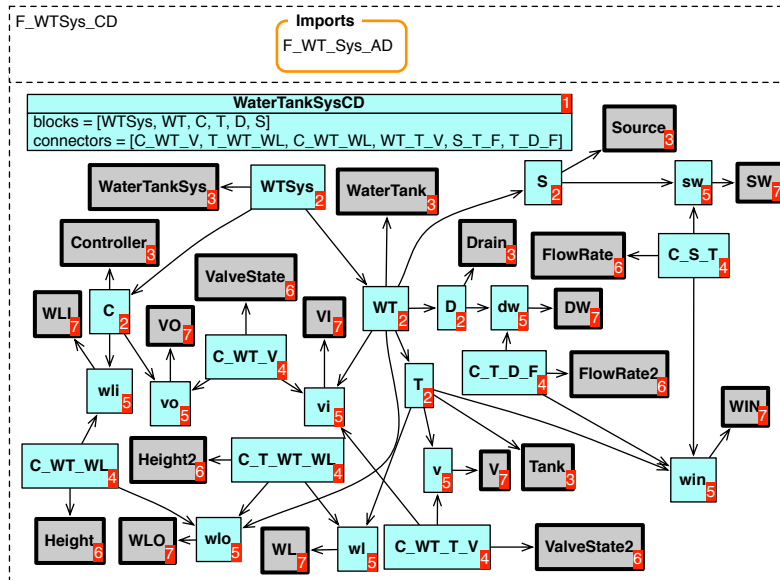 F_WTSys_CD
Imports
F_WT_Sys_AD
WaterTankSysCD 1
blocks = [WTSys, WT, C, T, D, S]
connectors = [C_WT_V, T_WT_WL, C_WT_WL, WT_T_V, S_T_F, T_D_F]
Source 3
WaterTankSys 3
WTSys 2
WaterTank 3
S 2
sw 5
SW 7
Controller 3
ValveState 6
Drain 3
FlowRate 6
C_S_T 4
WLI 7
C 2
VO 7
VI 7
WT 2
D 2
dw 5
DW 7
C_WT_V 4
C_T_D_F 4
FlowRate2 6
wli 5
vo 5
vi 5
T 2
WIN 7
C_WT_WL 4
Height2 6
C_T_WT_WL 4
v 5
V 7
Tank 3
win 5
Height 6
WLO 7
wlo 5
WL 7
wl 5
C_WT_T_V 4
ValveState2 6